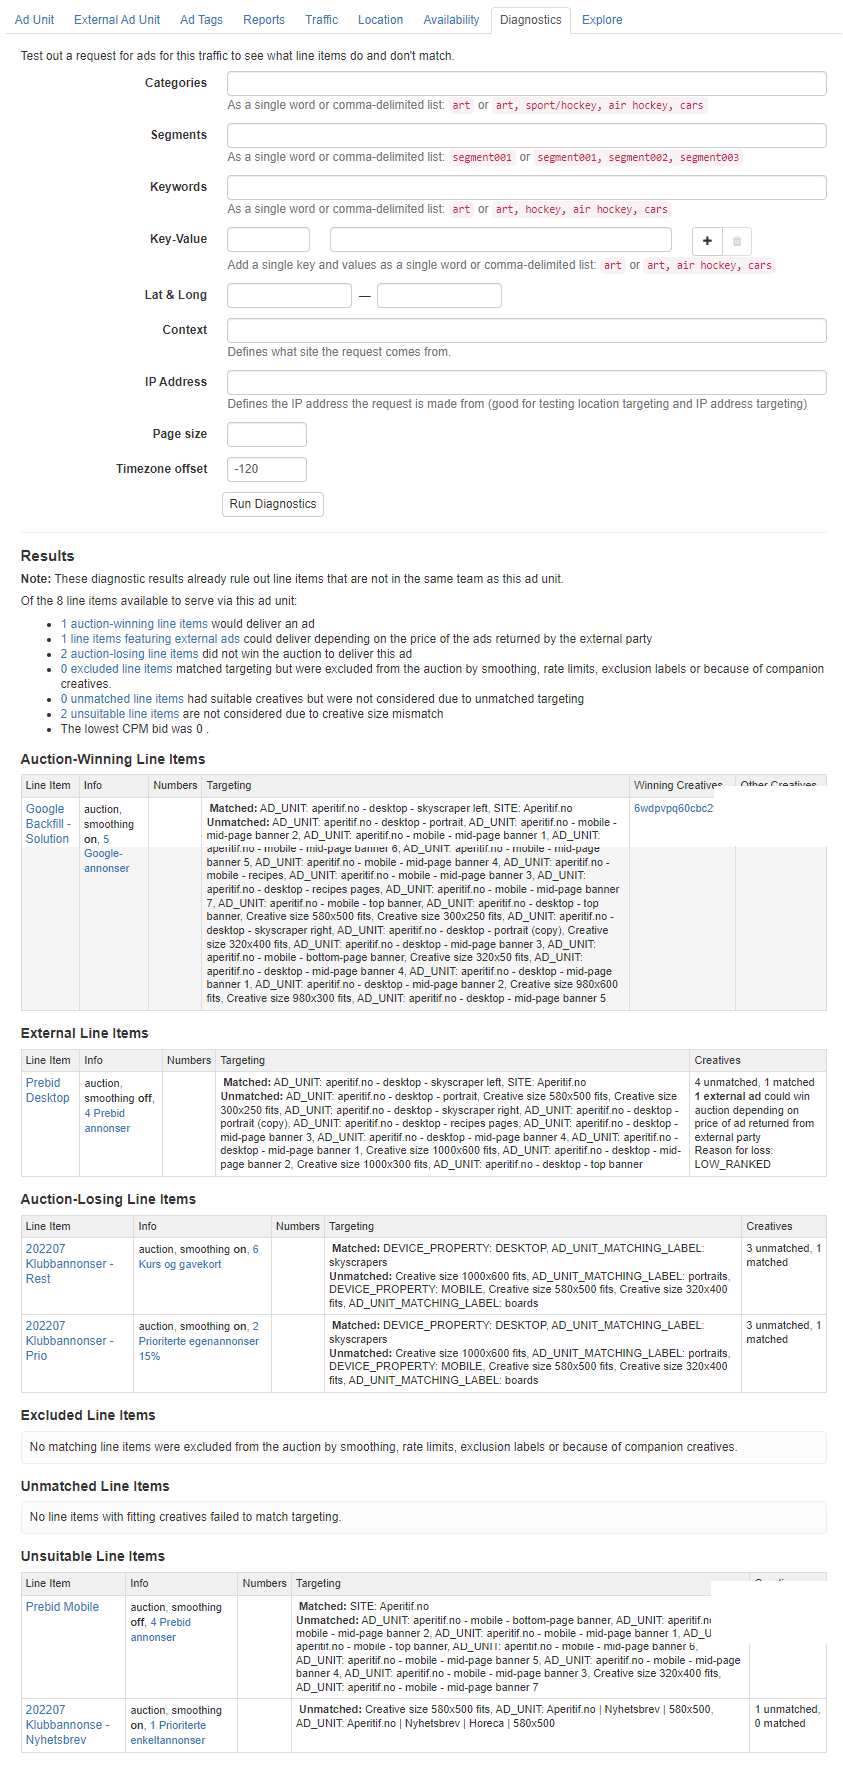 Ad Unit External Ad Unit Ad Tags Reports Traffic Location Availability Diagnostics Explore
Test out a request for ads for this traffic to see what line items do and don't match.
Categories
As a single word or comma-delimited list: art or art, sport/hockey, air hockey, cars
Segments
As a single word or comma-delimited list: segment001 or segment001, segment002, segment003
Keywords
As a single word or comma-delimited list: art or art, hockey, air hockey, cars
Key-Value
Add a single key and values as a single word or comma-delimited list: art or art, air hockey, cars
Lat & Long —
Context
Defines what site the request comes from.
IP Address
Defines the IP address the request is made from (good for testing location targeting and IP address targeting)
Page size
Timezone offset -120
Run Diagnostics
Results
Note: These diagnostic results already rule out line items that are not in the same team as this ad unit.
Of the 8 line items available to serve via this ad unit:
• 1 auction-winning line items would deliver an ad
• 1 line items featuring external ads could deliver depending on the price of the ads returned by the external party
• 2 auction-losing line items did not win the auction to deliver this ad
• 0 excluded line items matched targeting but were excluded from the auction by smoothing, rate limits, exclusion labels or because of companion
creatives.
• 0 unmatched line items had suitable creatives but were not considered due to unmatched targeting
• 2 unsuitable line items are not considered due to creative size mismatch
• The lowest CPM bid was 0 .
Auction-Winning Line Items
Line Item Info Numbers Targeting Winning Creatives Other Creatives
Google
Backfill -
Solution
auction,
smoothing
on, 5
Google-
annonser
Matched: AD_UNIT: aperitif.no - desktop - skyscraper left, SITE: Aperitif.no
Unmatched: AD_UNIT: aperitif.no - desktop - portrait, AD_UNIT: aperitif.no - mobile -
mid-page banner 2, AD_UNIT: aperitif.no - mobile - mid-page banner 1, AD_UNIT:
aperitif.no - mobile - mid-page banner 6, AD_UNIT: aperitif.no - mobile - mid-page
banner 5, AD_UNIT: aperitif.no - mobile - mid-page banner 4, AD_UNIT: aperitif.no -
mobile - recipes, AD_UNIT: aperitif.no - mobile - mid-page banner 3, AD_UNIT:
aperitif.no - desktop - recipes pages, AD_UNIT: aperitif.no - mobile - mid-page banner
7, AD_UNIT: aperitif.no - mobile - top banner, AD_UNIT: aperitif.no - desktop - top
banner, Creative size 580x500 fits, Creative size 300x250 fits, AD_UNIT: aperitif.no -
desktop - skyscraper right, AD_UNIT: aperitif.no - desktop - portrait (copy), Creative
size 320x400 fits, AD_UNIT: aperitif.no - desktop - mid-page banner 3, AD_UNIT:
aperitif.no - mobile - bottom-page banner, Creative size 320x50 fits, AD_UNIT:
aperitif.no - desktop - mid-page banner 4, AD_UNIT: aperitif.no - desktop - mid-page
banner 1, AD_UNIT: aperitif.no - desktop - mid-page banner 2, Creative size 980x600
fits, Creative size 980x300 fits, AD_UNIT: aperitif.no - desktop - mid-page banner 5
6wdpvpq60cbc2
External Line Items
Line Item Info Numbers Targeting Creatives
Prebid
Desktop
auction,
smoothing off,
4 Prebid
annonser
Matched: AD_UNIT: aperitif.no - desktop - skyscraper left, SITE: Aperitif.no
Unmatched: AD_UNIT: aperitif.no - desktop - portrait, Creative size 580x500 fits, Creative size
300x250 fits, AD_UNIT: aperitif.no - desktop - skyscraper right, AD_UNIT: aperitif.no - desktop -
portrait (copy), AD_UNIT: aperitif.no - desktop - recipes pages, AD_UNIT: aperitif.no - desktop -
mid-page banner 3, AD_UNIT: aperitif.no - desktop - mid-page banner 4, AD_UNIT: aperitif.no -
desktop - mid-page banner 1, Creative size 1000x600 fits, AD_UNIT: aperitif.no - desktop - mid-
page banner 2, Creative size 1000x300 fits, AD_UNIT: aperitif.no - desktop - top banner
4 unmatched, 1 matched
1 external ad could win
auction depending on
price of ad returned from
external party
Reason for loss:
LOW_RANKED
Auction-Losing Line Items
Line Item Info Numbers Targeting Creatives
202207
Klubbannonser -
Rest
auction, smoothing on, 6
Kurs og gavekort
Matched: DEVICE_PROPERTY: DESKTOP, AD_UNIT_MATCHING_LABEL:
skyscrapers
Unmatched: Creative size 1000x600 fits, AD_UNIT_MATCHING_LABEL: portraits,
DEVICE_PROPERTY: MOBILE, Creative size 580x500 fits, Creative size 320x400
fits, AD_UNIT_MATCHING_LABEL: boards
3 unmatched, 1
matched
202207
Klubbannonser -
Prio
auction, smoothing on, 2
Prioriterte egenannonser
15%
Matched: DEVICE_PROPERTY: DESKTOP, AD_UNIT_MATCHING_LABEL:
skyscrapers
Unmatched: Creative size 1000x600 fits, AD_UNIT_MATCHING_LABEL: portraits,
DEVICE_PROPERTY: MOBILE, Creative size 580x500 fits, Creative size 320x400
fits, AD_UNIT_MATCHING_LABEL: boards
3 unmatched, 1
matched
Excluded Line Items
No matching line items were excluded from the auction by smoothing, rate limits, exclusion labels or because of companion creatives.
Unmatched Line Items
No line items with fitting creatives failed to match targeting.
Unsuitable Line Items
Line Item Info Numbers Targeting
Prebid Mobile
auction, smoothing
off, 4 Prebid
annonser
Matched: SITE: Aperitif.no
Unmatched: AD_UNIT: aperitif.no - mobile - bottom-page banner, AD_UNIT: aperitif.no
mobile - mid-page banner 2, AD_UNIT: aperitif.no - mobile - mid-page banner 1, AD_U
aperitif.no - mobile - top banner, AD_UNIT: aperitif.no - mobile - mid-page banner 6,
AD_UNIT: aperitif.no - mobile - mid-page banner 5, AD_UNIT: aperitif.no - mobile - mid-page
banner 4, AD_UNIT: aperitif.no - mobile - mid-page banner 3, Creative size 320x400 fits,
AD_UNIT: aperitif.no - mobile - mid-page banner 7
202207
Klubbannonse -
Nyhetsbrev
auction, smoothing
on, 1 Prioriterte
enkeltannonser
Unmatched: Creative size 580x500 fits, AD_UNIT: Aperitif.no | Nyhetsbrev | 580x500,
AD_UNIT: Aperitif.no | Nyhetsbrev | Horeca | 580x500
1 unmatched,
0 matched